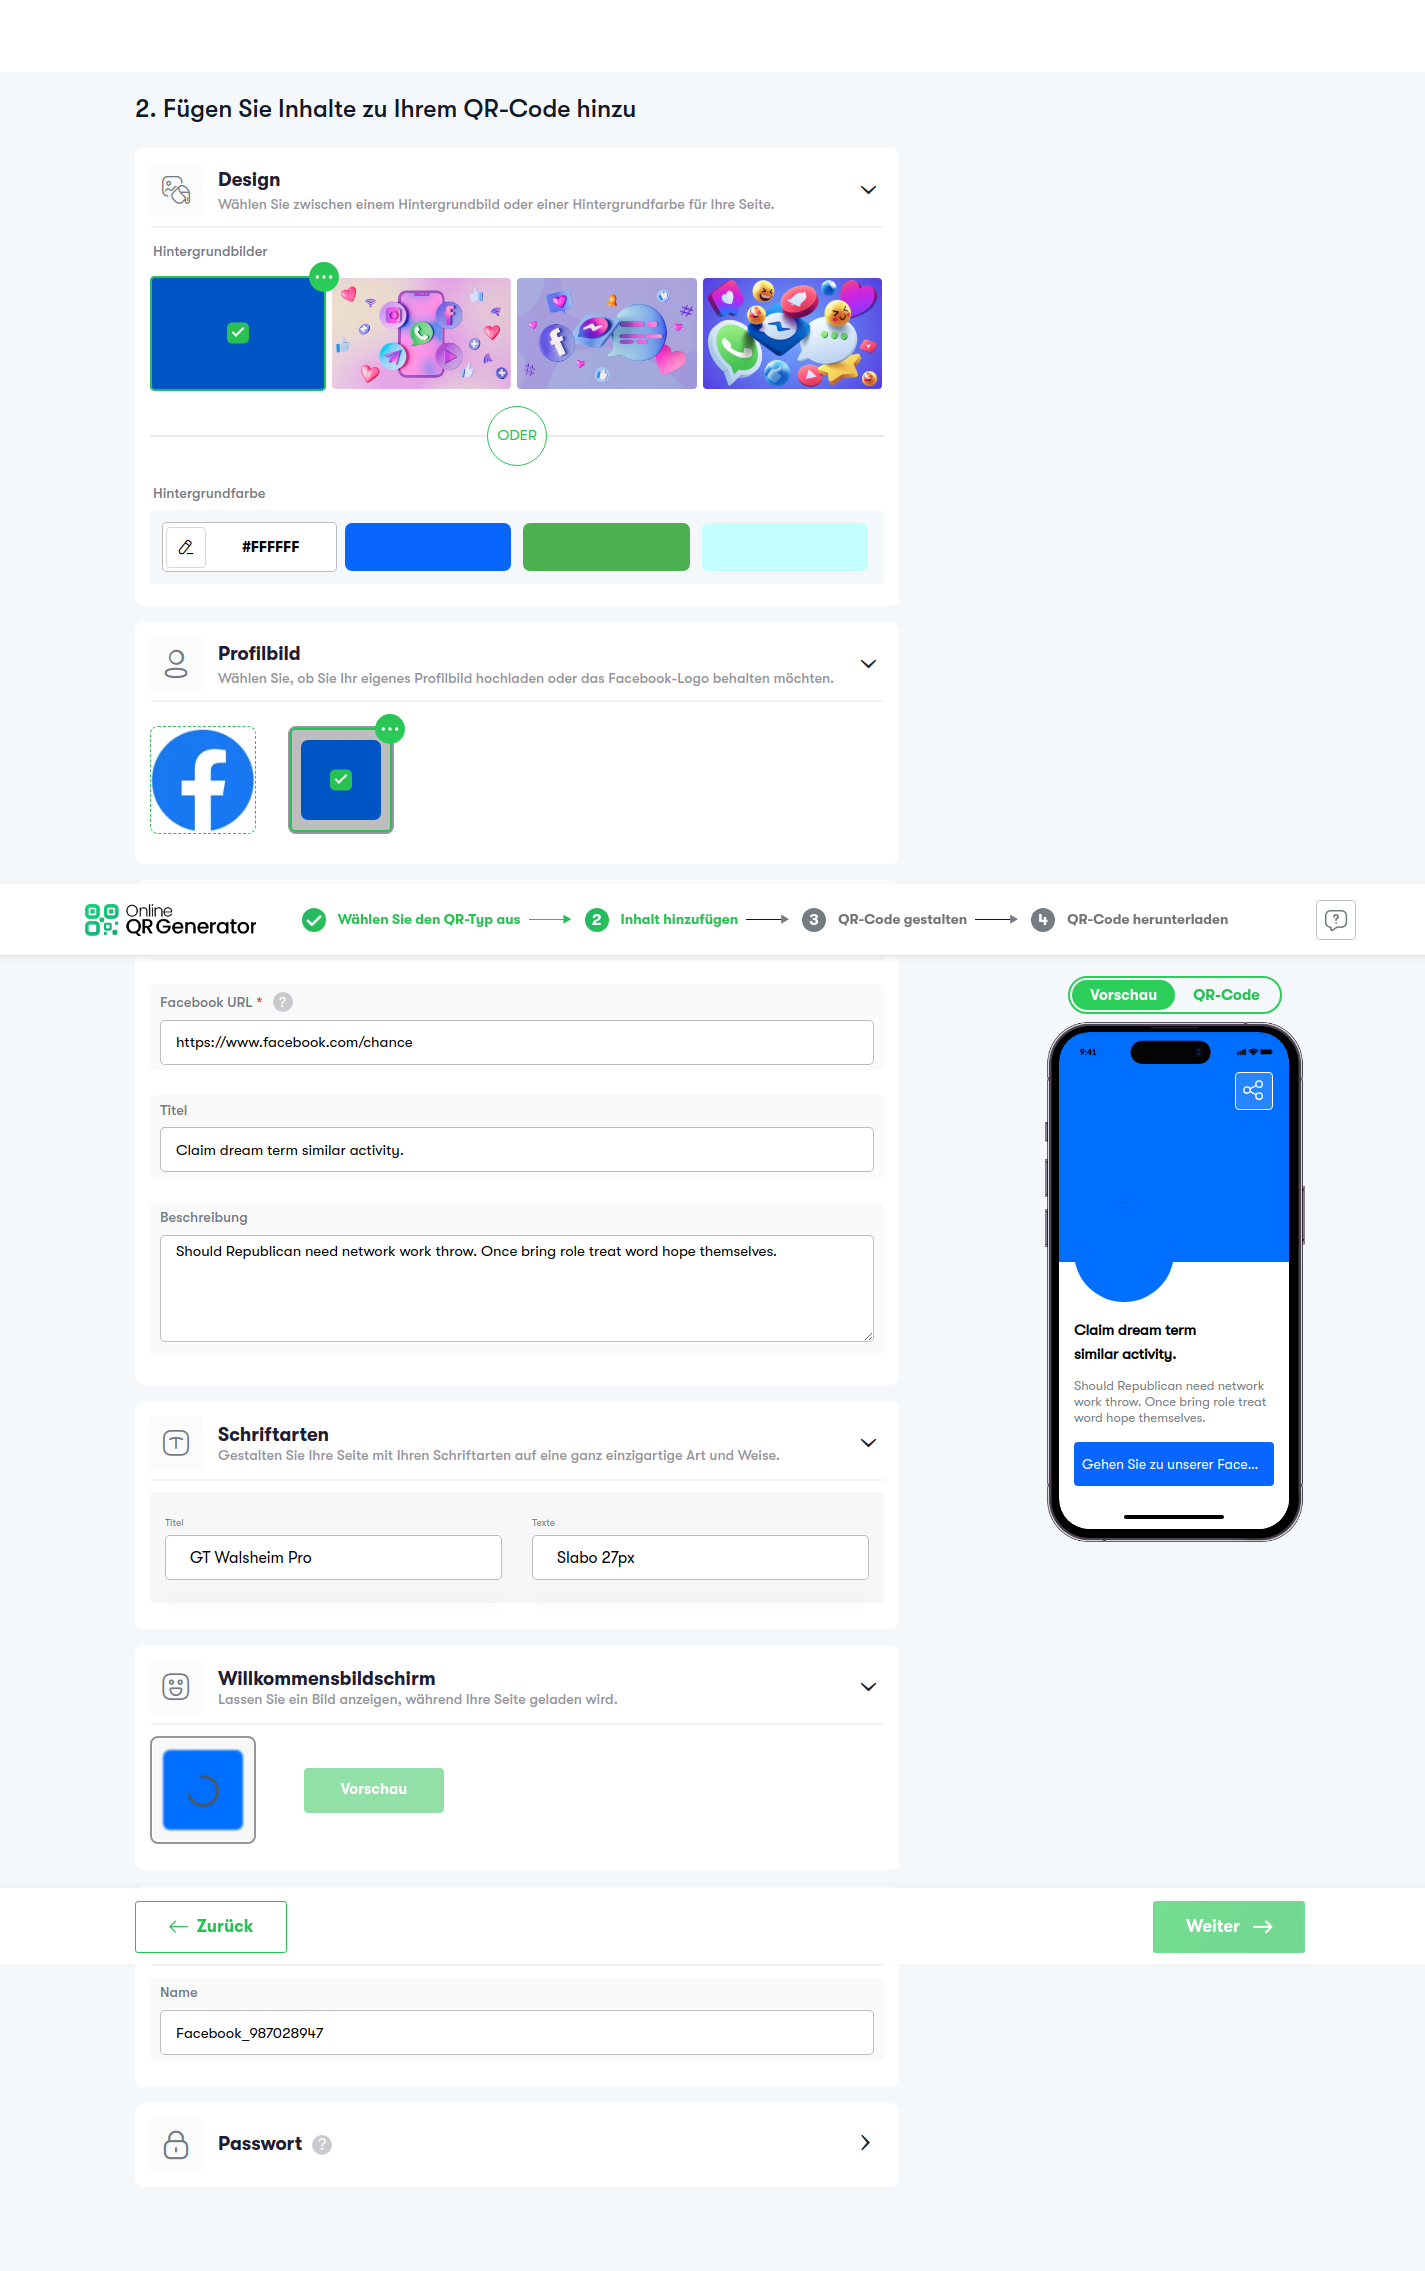 2. Fügen Sie Inhalte zu Ihrem QR-Code hinzu
Design
Wählen Sie zwischen einem Hintergrundbild oder einer Hintergrundfarbe für Ihre Seite.
Hintergrundbilder
ODER
Hintergrundfarbe
#FFFFFF
Profilbild
Wählen Sie, ob Sie Ihr eigenes Profilbild hochladen oder das Facebook-Logo behalten möchten.
Online
QR Generator
Wählen Sie den QR-Typ aus
2 Inhalt hinzufügen
3 QR-Code gestalten
4 QR-Code herunterladen
Facebook URL * ?
https://www.facebook.com/chance
Titel
Claim dream term similar activity.
Beschreibung
Should Republican need network work throw. Once bring role treat word hope themselves.
Vorschau
QR-Code
9:41
Claim dream term
similar activity.
Should Republican need network
work throw. Once bring role treat
word hope themselves.
Gehen Sie zu unserer Face...
Schriftarten
Gestalten Sie Ihre Seite mit Ihren Schriftarten auf eine ganz einzigartige Art und Weise.
Titel
GT Walsheim Pro
Texte
Slabo 27px
Willkommensbildschirm
Lassen Sie ein Bild anzeigen, während Ihre Seite geladen wird.
Vorschau
Zurück
Weiter
Name
Facebook_987028947
Passwort ?